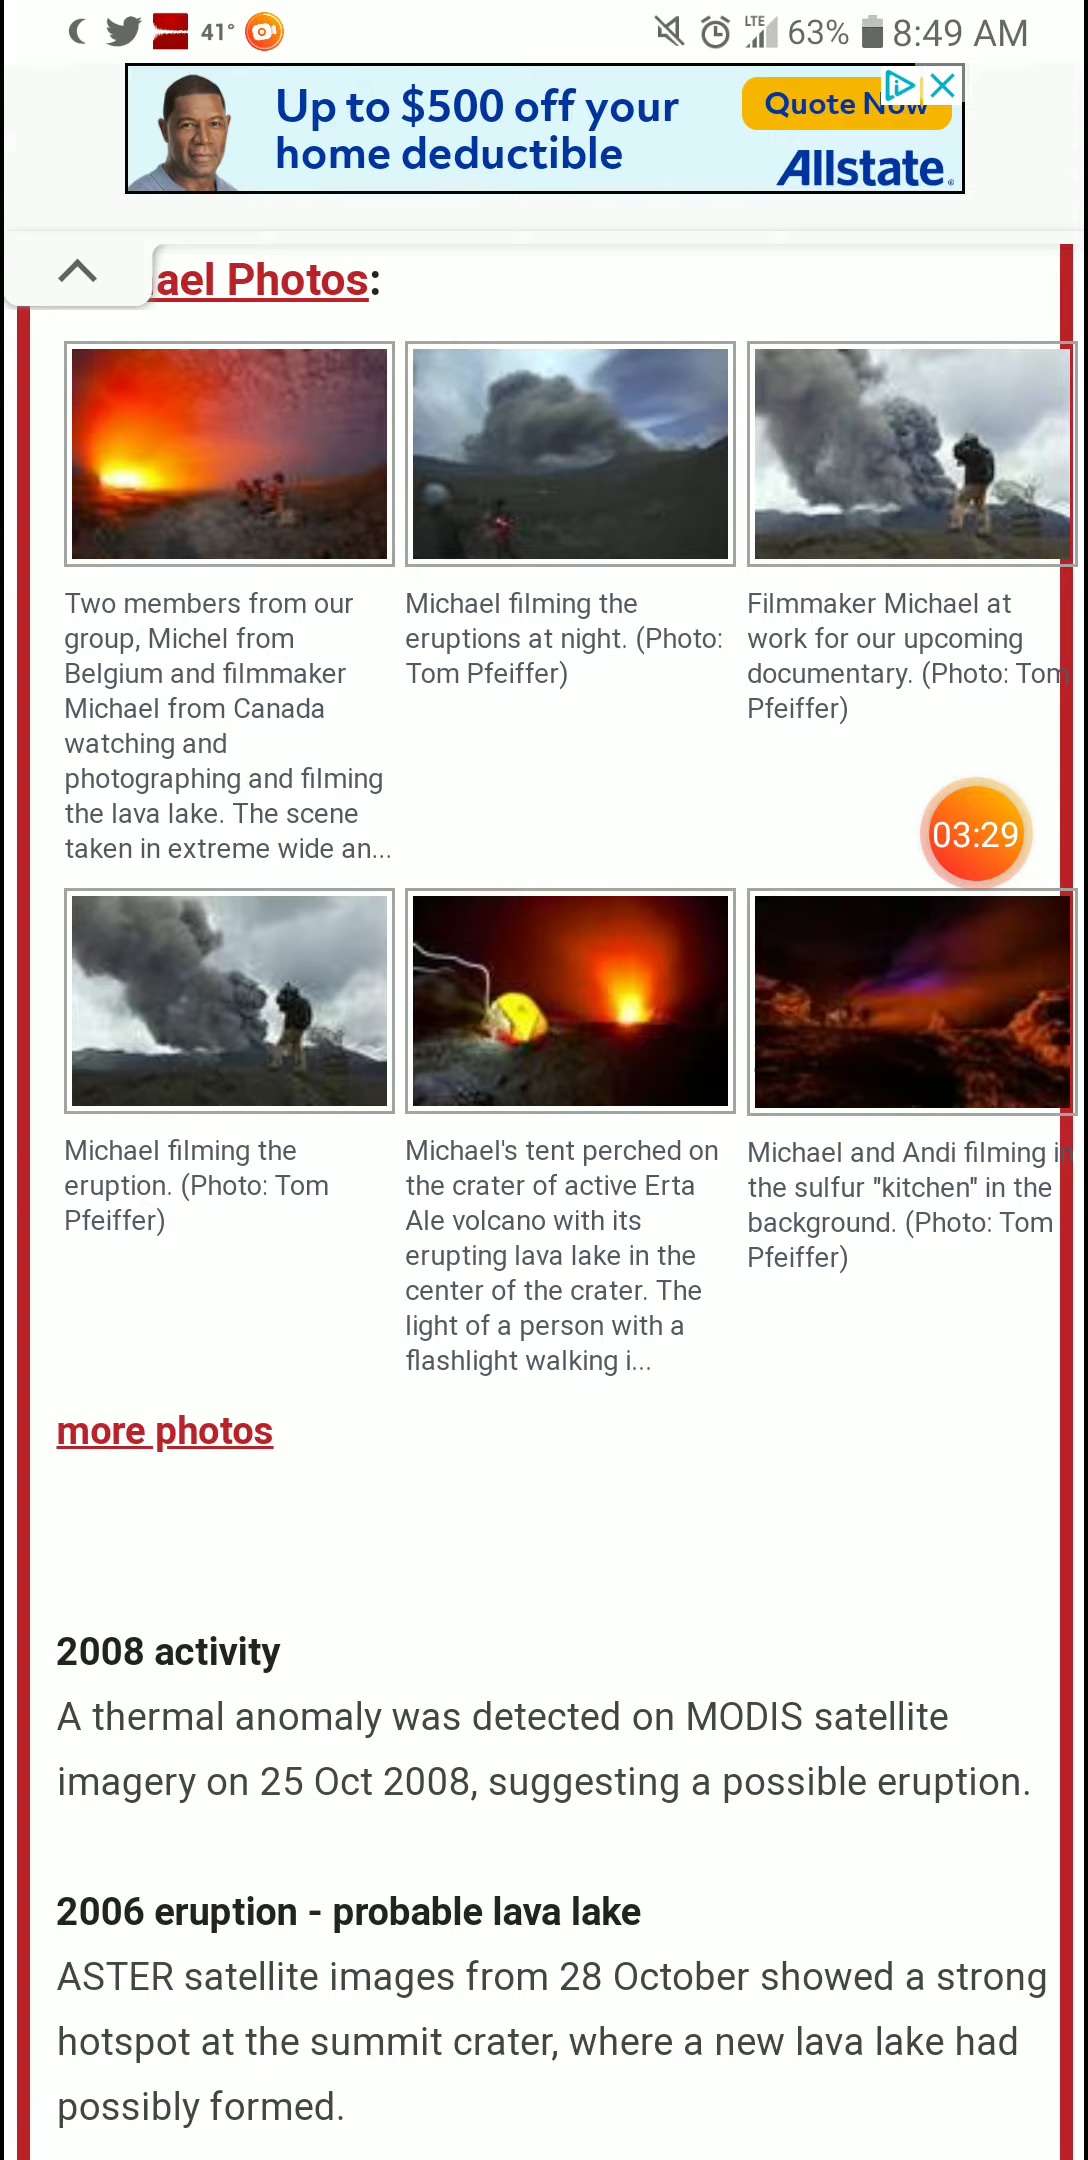 41°
LTE
63%
8:49 AM
Up to $500 off your
home deductible
Quote Now
Allstate
ael Photos:
Two members from our
group, Michel from
Belgium and filmmaker
Michael from Canada
watching and
photographing and filming
the lava lake. The scene
taken in extreme wide an...
Michael filming the
eruptions at night. (Photo:
Tom Pfeiffer)
Filmmaker Michael at
work for our upcoming
documentary. (Photo: Tom
Pfeiffer)
03:29
Michael filming the
eruption. (Photo: Tom
Pfeiffer)
Michael's tent perched on
the crater of active Erta
Ale volcano with its
erupting lava lake in the
center of the crater. The
light of a person with a
flashlight walking i...
Michael and Andi filming in
the sulfur "kitchen" in the
background. (Photo: Tom
Pfeiffer)
more photos
2008 activity
A thermal anomaly was detected on MODIS satellite
imagery on 25 Oct 2008, suggesting a possible eruption.
2006 eruption - probable lava lake
ASTER satellite images from 28 October showed a strong
hotspot at the summit crater, where a new lava lake had
possibly formed.